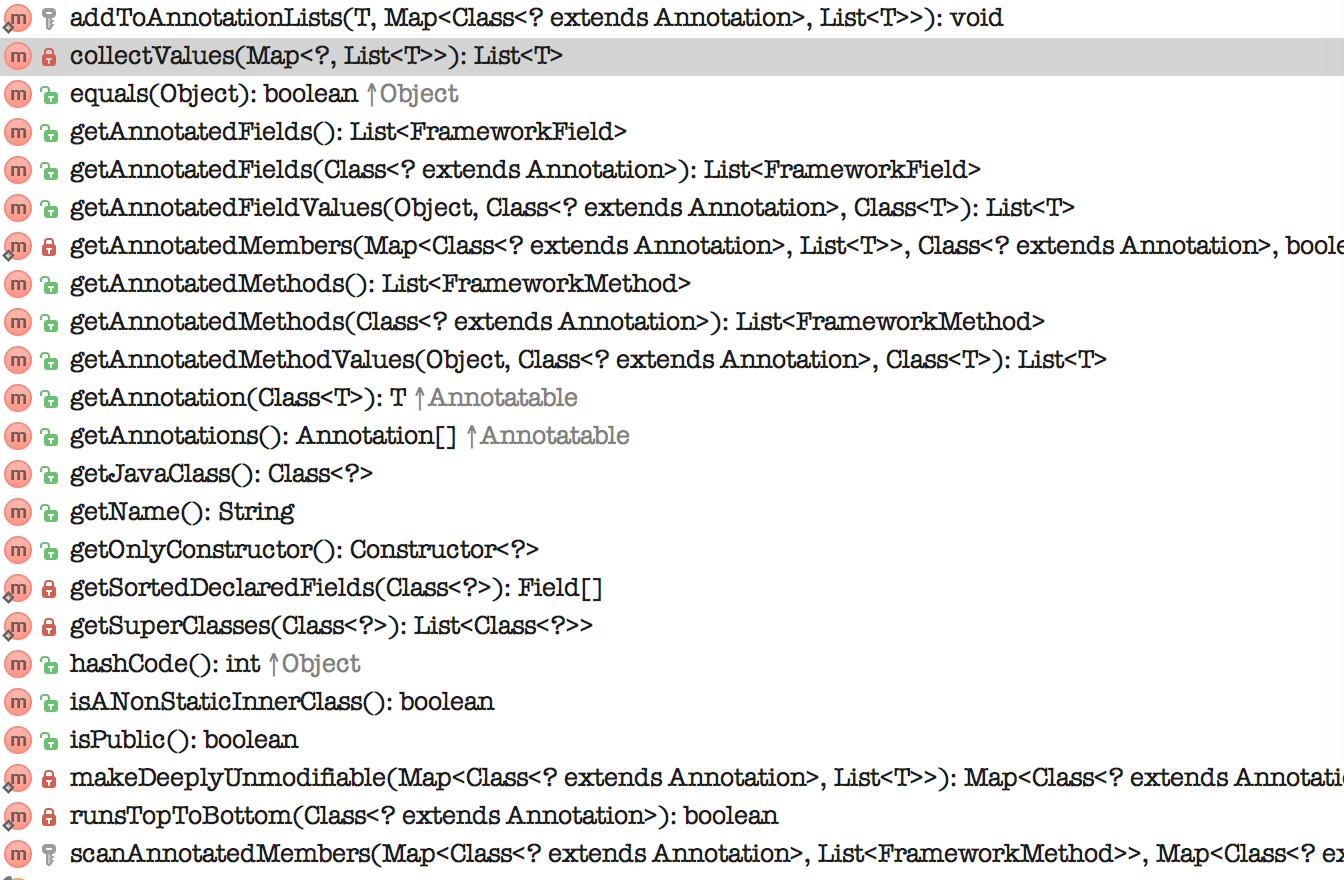 addToAnnotationLists(T, Map<Class<? extends Annotation>, List<T>>): void
collectValues(Map<?, List<T>>): List<T>
equals(Object): boolean ↑Object
getAnnotatedFields(): List<FrameworkField>
getAnnotatedFields(Class<? extends Annotation>): List<FrameworkField>
getAnnotatedFieldValues(Object, Class<? extends Annotation>, Class<T>): List<T>
getAnnotatedMembers(Map<Class<? extends Annotation>, List<T>>, Class<? extends Annotation>, boole
getAnnotatedMethods(): List<FrameworkMethod>
getAnnotatedMethods(Class<? extends Annotation>): List<FrameworkMethod>
getAnnotatedMethodValues(Object, Class<? extends Annotation>, Class<T>): List<T>
getAnnotation(Class<T>): T ↑Annotatable
getAnnotations(): Annotation[] ↑Annotatable
getJavaClass(): Class<?>
getName(): String
getOnlyConstructor(): Constructor<?>
getSortedDeclaredFields(Class<?>): Field[]
getSuperClasses(Class<?>): List<Class<?>>
hashCode(): int ↑Object
isANonStaticInnerClass(): boolean
isPublic(): boolean
makeDeeplyUnmodifiable(Map<Class<? extends Annotation>, List<T>>): Map<Class<? extends Annotati
runsTopToBottom(Class<? extends Annotation>): boolean
scanAnnotatedMembers(Map<Class<? extends Annotation>, List<FrameworkMethod>>, Map<Class<? ex